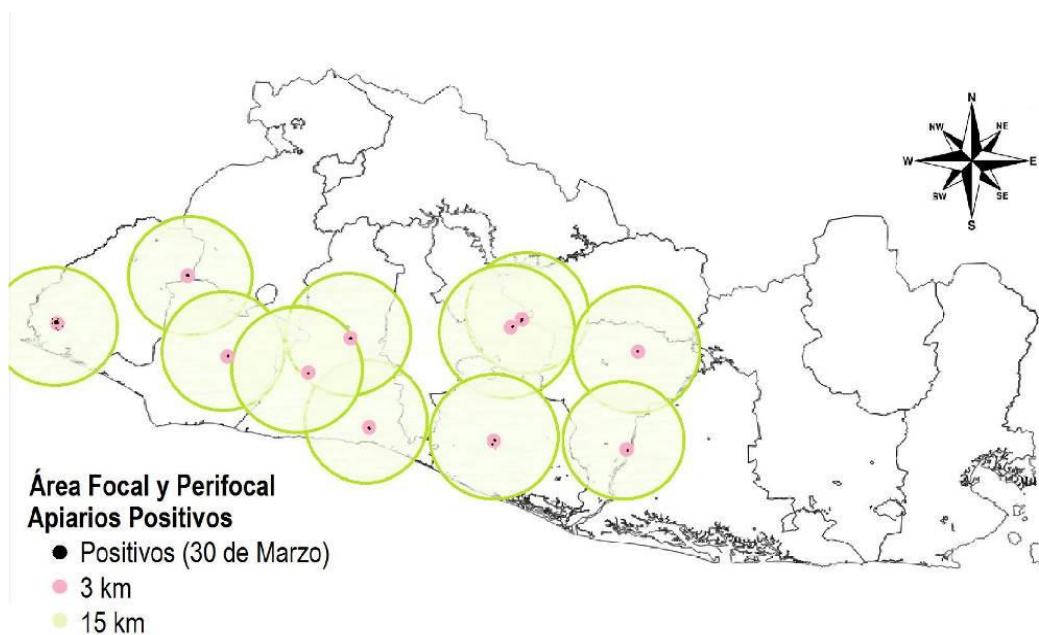 N
NW
NE
W
E
SW
SE
S
Área Focal y Perifocal
Apiarios Positivos
Positivos (30 de Marzo)
3 km
15 km